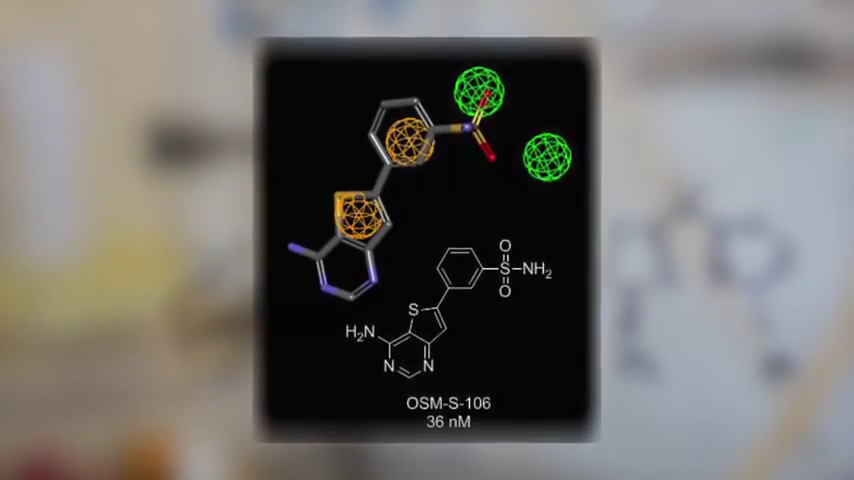 O
S—NH₂
O
S
H₂N
N
N
OSM-S-106
36 nM